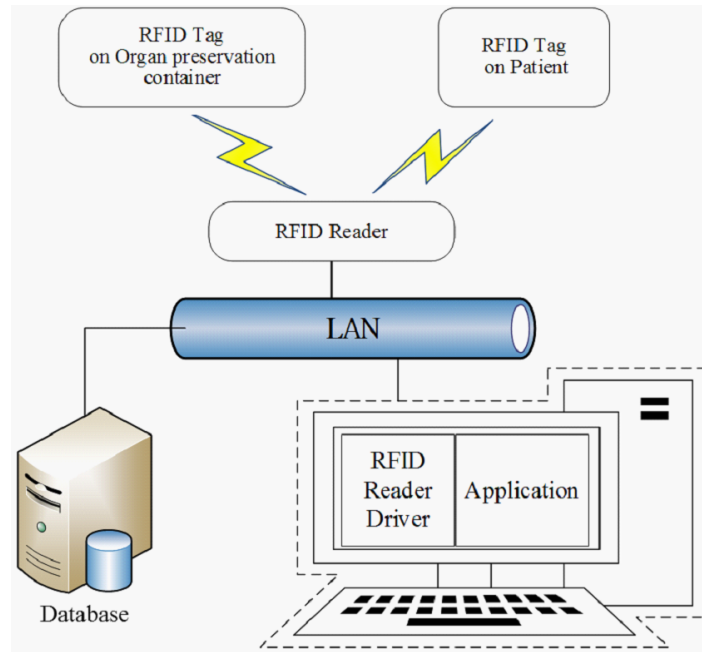 RFID Tag
on Organ preservation
container
RFID Tag
on Patient
RFID Reader
LAN
RFID
Reader
Driver
Application
Database